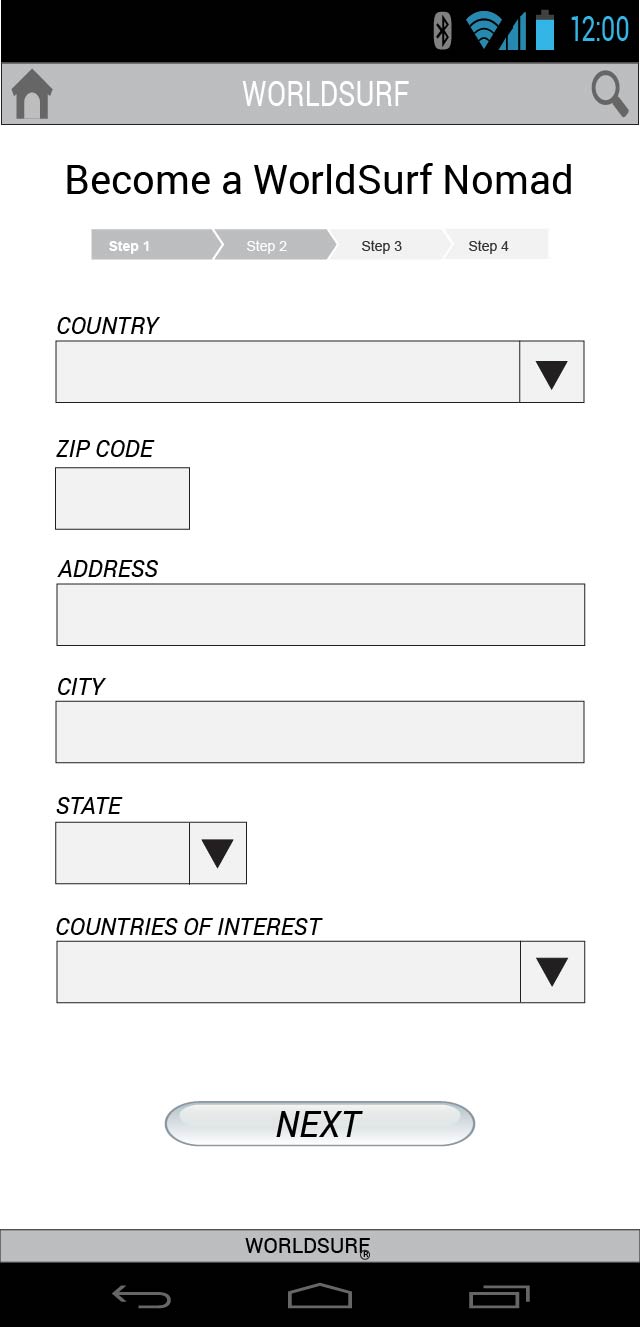 12:00
WORLDSURF
Become a WorldSurf Nomad
Step 1 Step 2 Step 3 Step 4
COUNTRY
ZIP CODE
ADDRESS
CITY
STATE
COUNTRIES OF INTEREST
NEXT
WORLDSURF®